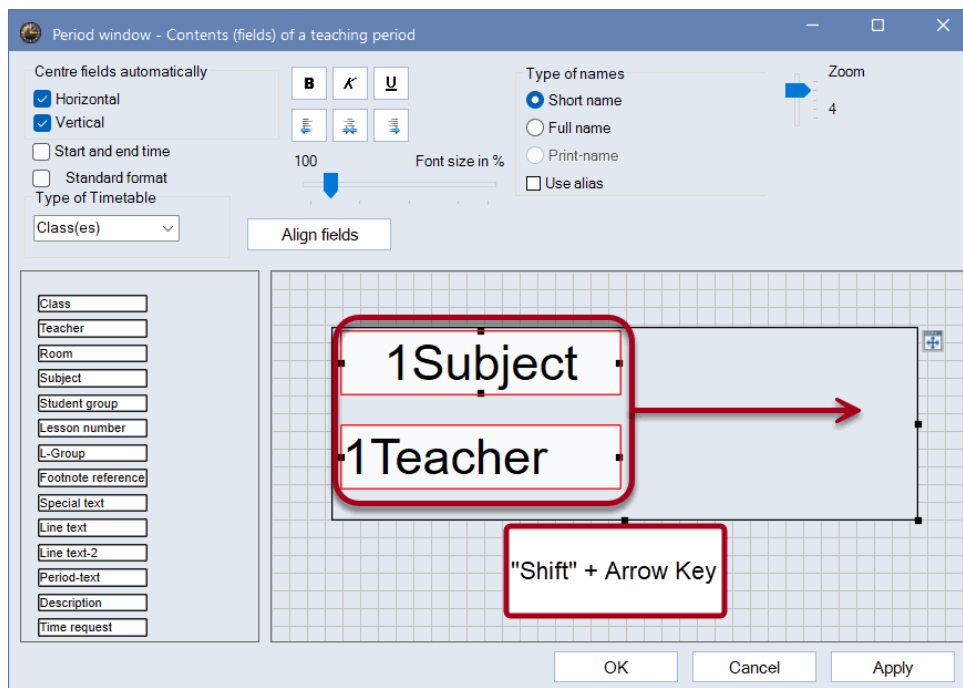 Period window - Contents (fields) of a teaching period
Centre fields automatically
Horizontal
Vertical
Start and end time
Standard format
Type of Timetable
Class(es)
B K U
100 Font size in %
Align fields
Type of names
Short name
Full name
Print-name
Use alias
Zoom
4
Class
Teacher
Room
Subject
Student group
Lesson number
L-Group
Footnote reference
Special text
Line text
Line text-2
Period-text
Description
Time request
1Subject
1Teacher
"Shift" + Arrow Key
OK Cancel Apply